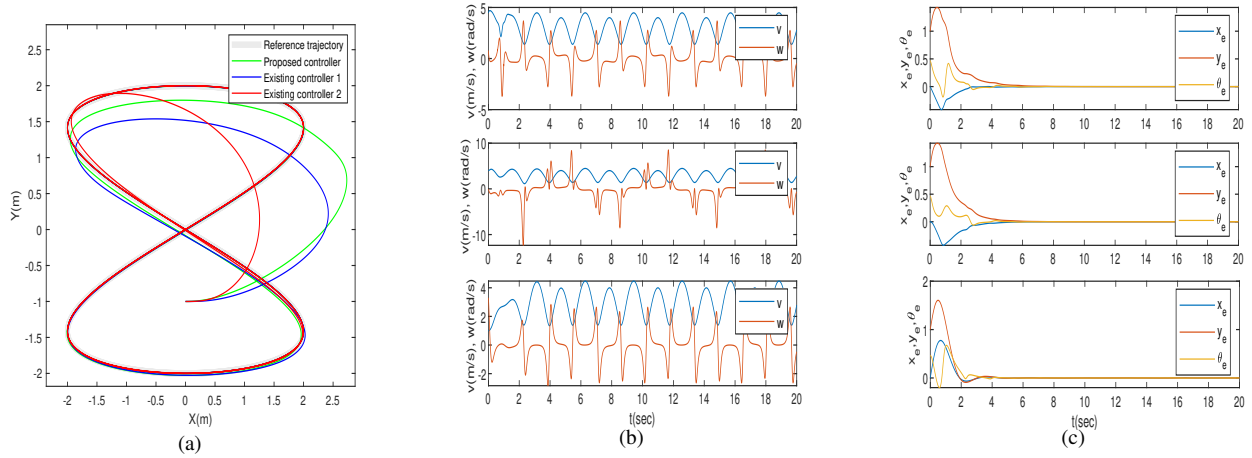 2.5
2
1.5
1
0.5
0
-0.5
-1
-1.5
-2
Y(m)
-2 -1.5 -1 -0.5 0 0.5 1 1.5 2 2.5
X(m)
Reference trajectory
Proposed controller
Existing controller 1
Existing controller 2
(a)
5
0
5
v(m/s), w(rad/s)
v
w
0 2 4 6 8 10 12 14 16 18 20
5
0
-10
v(m/s), w(rad/s)
v
w
0 2 4 6 8 10 12 14 16 18 20
4
2
0
-2
v(m/s), w(rad/s)
v
w
0 2 4 6 8 10 12 14 16 18 20
t(sec)
(b)
1
0.5
0
x_e,y_e,θ_e
x_e
y_e
θ_e
0 2 4 6 8 10 12 14 16 18 20
1
0.5
0
x_e,y_e,θ_e
x_e
y_e
θ_e
0 2 4 6 8 10 12 14 16 18 20
2
1
0
x_e,y_e,θ_e
x_e
y_e
θ_e
0 2 4 6 8 10 12 14 16 18 20
t(sec)
(c)